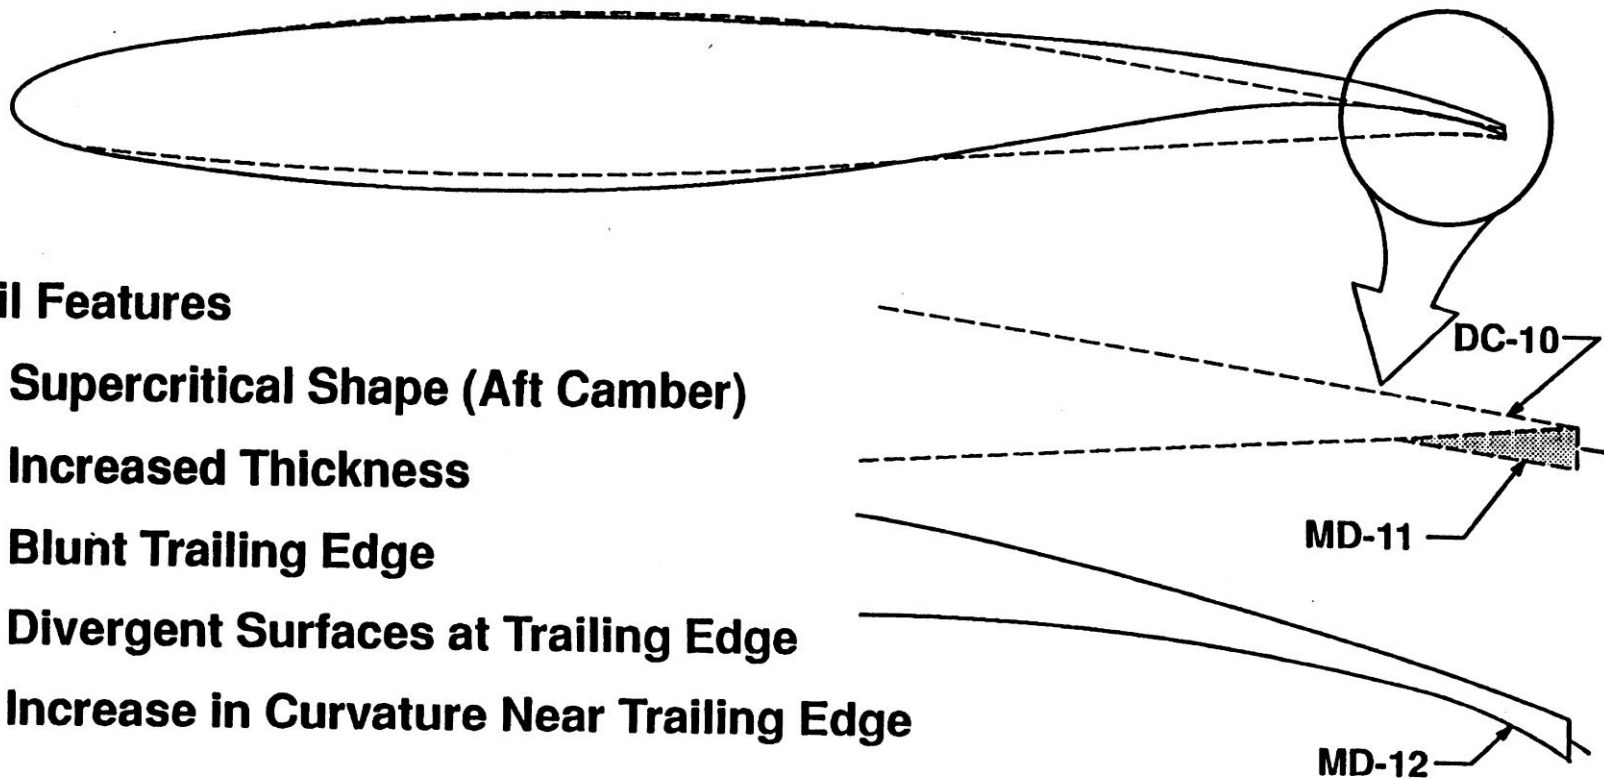 il Features
Supercritical Shape (Aft Camber)
Increased Thickness
Blunt Trailing Edge
Divergent Surfaces at Trailing Edge
Increase in Curvature Near Trailing Edge
DC-10
MD-11
MD-12